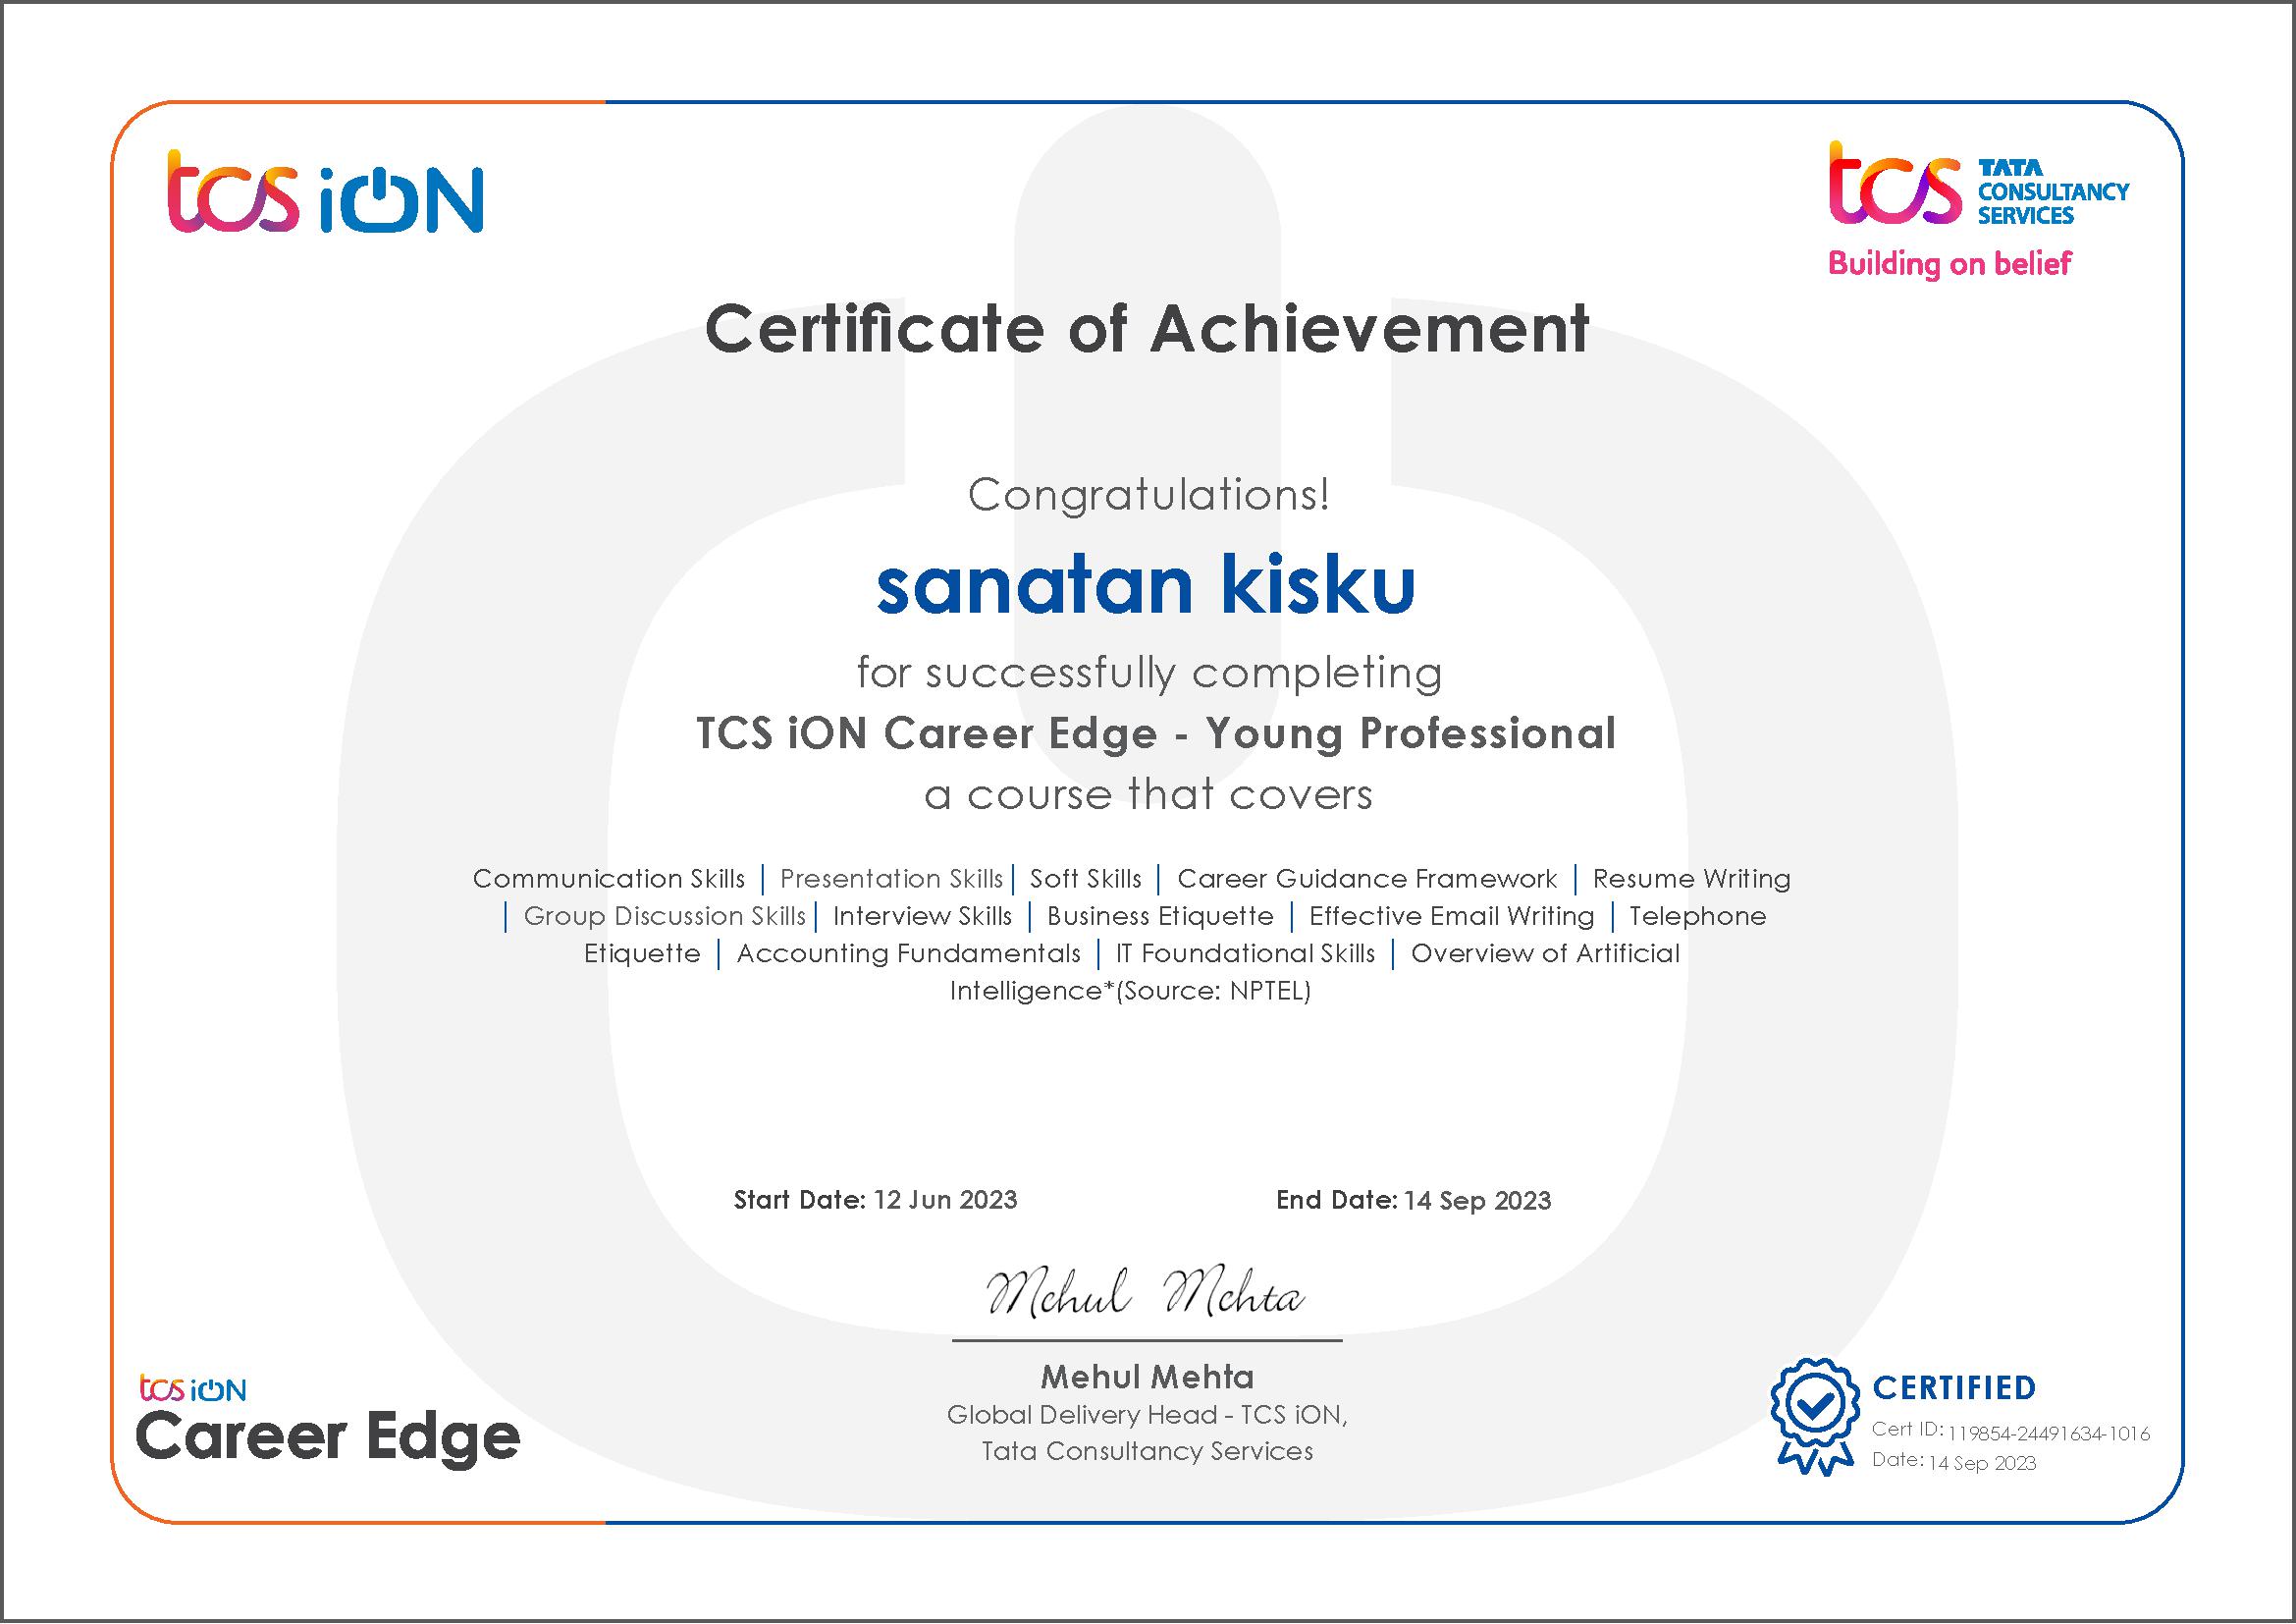 tcs iON
tcs TATA
CONSULTANCY
SERVICES
Building on belief
Certificate of Achievement
Congratulations!
sanatan kisku
for successfully completing
TCS iON Career Edge - Young Professional
a course that covers
Communication Skills | Presentation Skills | Soft Skills | Career Guidance Framework | Resume Writing
| Group Discussion Skills | Interview Skills | Business Etiquette | Effective Email Writing | Telephone
Etiquette | Accounting Fundamentals | IT Foundational Skills | Overview of Artificial
Intelligence*(Source: NPTEL)
Start Date: 12 Jun 2023 End Date: 14 Sep 2023
Mehul Mehta
Mehul Mehta
Global Delivery Head - TCS iON,
Tata Consultancy Services
tcs iON
Career Edge
CERTIFIED
Cert ID: 119854-24491634-1016
Date: 14 Sep 2023